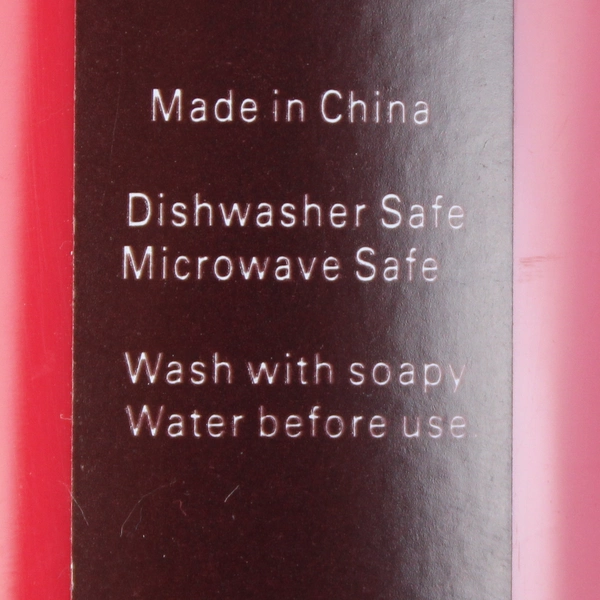 Made in China
Dishwasher Safe
Microwave Safe
Wash with soapy
Water before use.